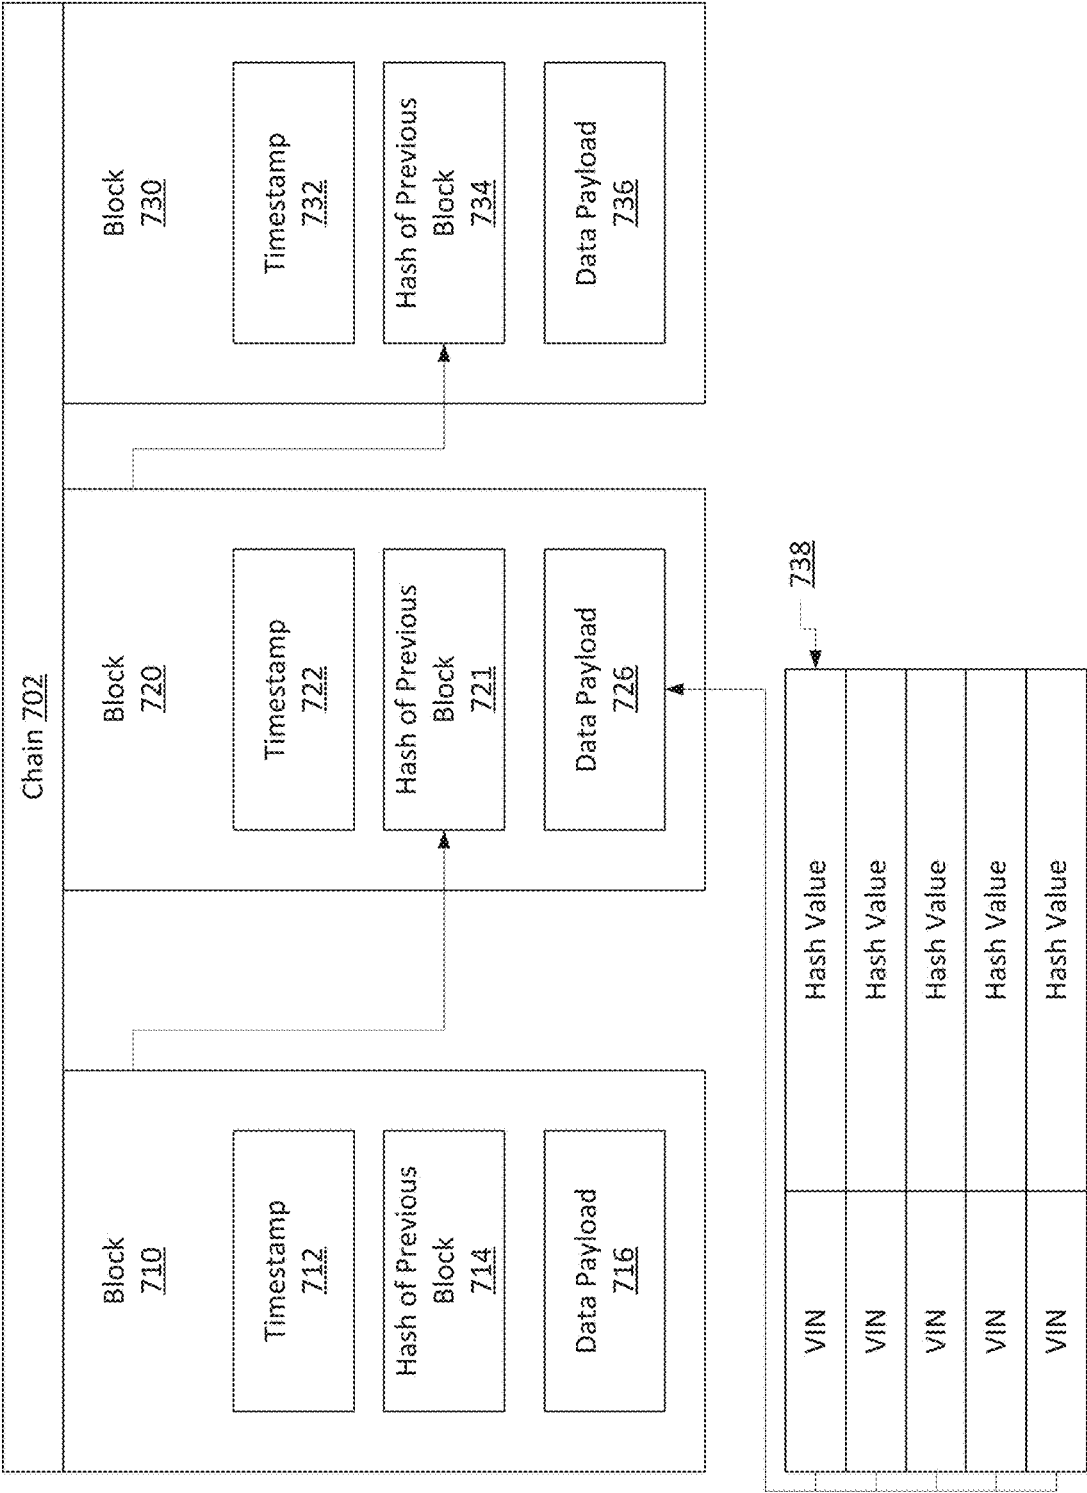 Chain 702
Block
710
Timestamp
712
Hash of Previous
Block
714
Data Payload
716
Block
720
Timestamp
722
Hash of Previous
Block
721
Data Payload
726
Block
730
Timestamp
732
Hash of Previous
Block
734
Data Payload
736
738
VIN Hash Value
VIN Hash Value
VIN Hash Value
VIN Hash Value
VIN Hash Value